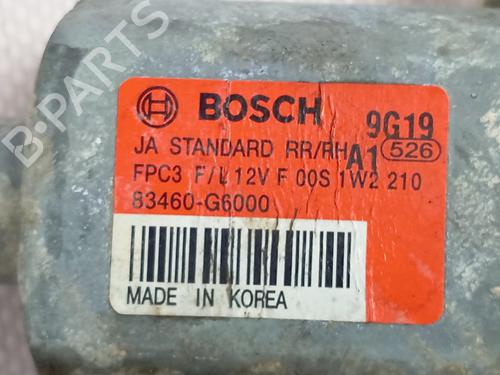 BOSCH 9G19
JA STANDARD RR/RH A1 526
FPC3 F/L 12V F 00S 1W2 210
83460-G6000
MADE IN KOREA
B-PARTS